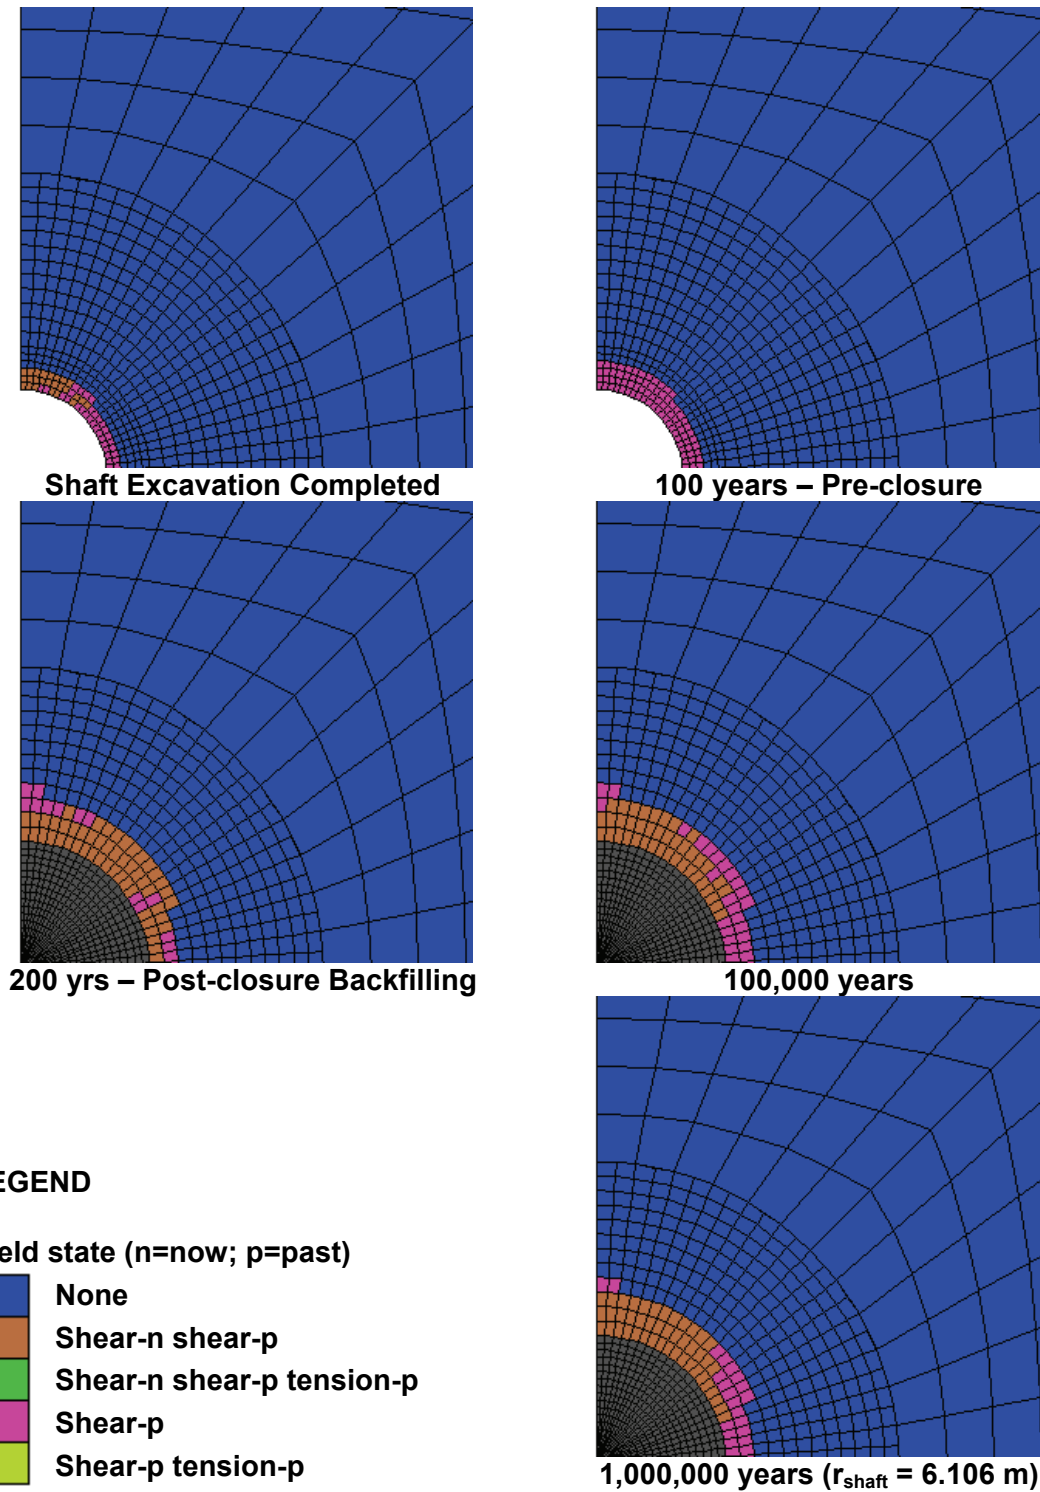 Shaft Excavation Completed
100 years – Pre-closure
200 yrs – Post-closure Backfilling
100,000 years
EGEND
eld state (n=now; p=past)
None
Shear-n shear-p
Shear-n shear-p tension-p
Shear-p
Shear-p tension-p
1,000,000 years (rshaft = 6.106 m)